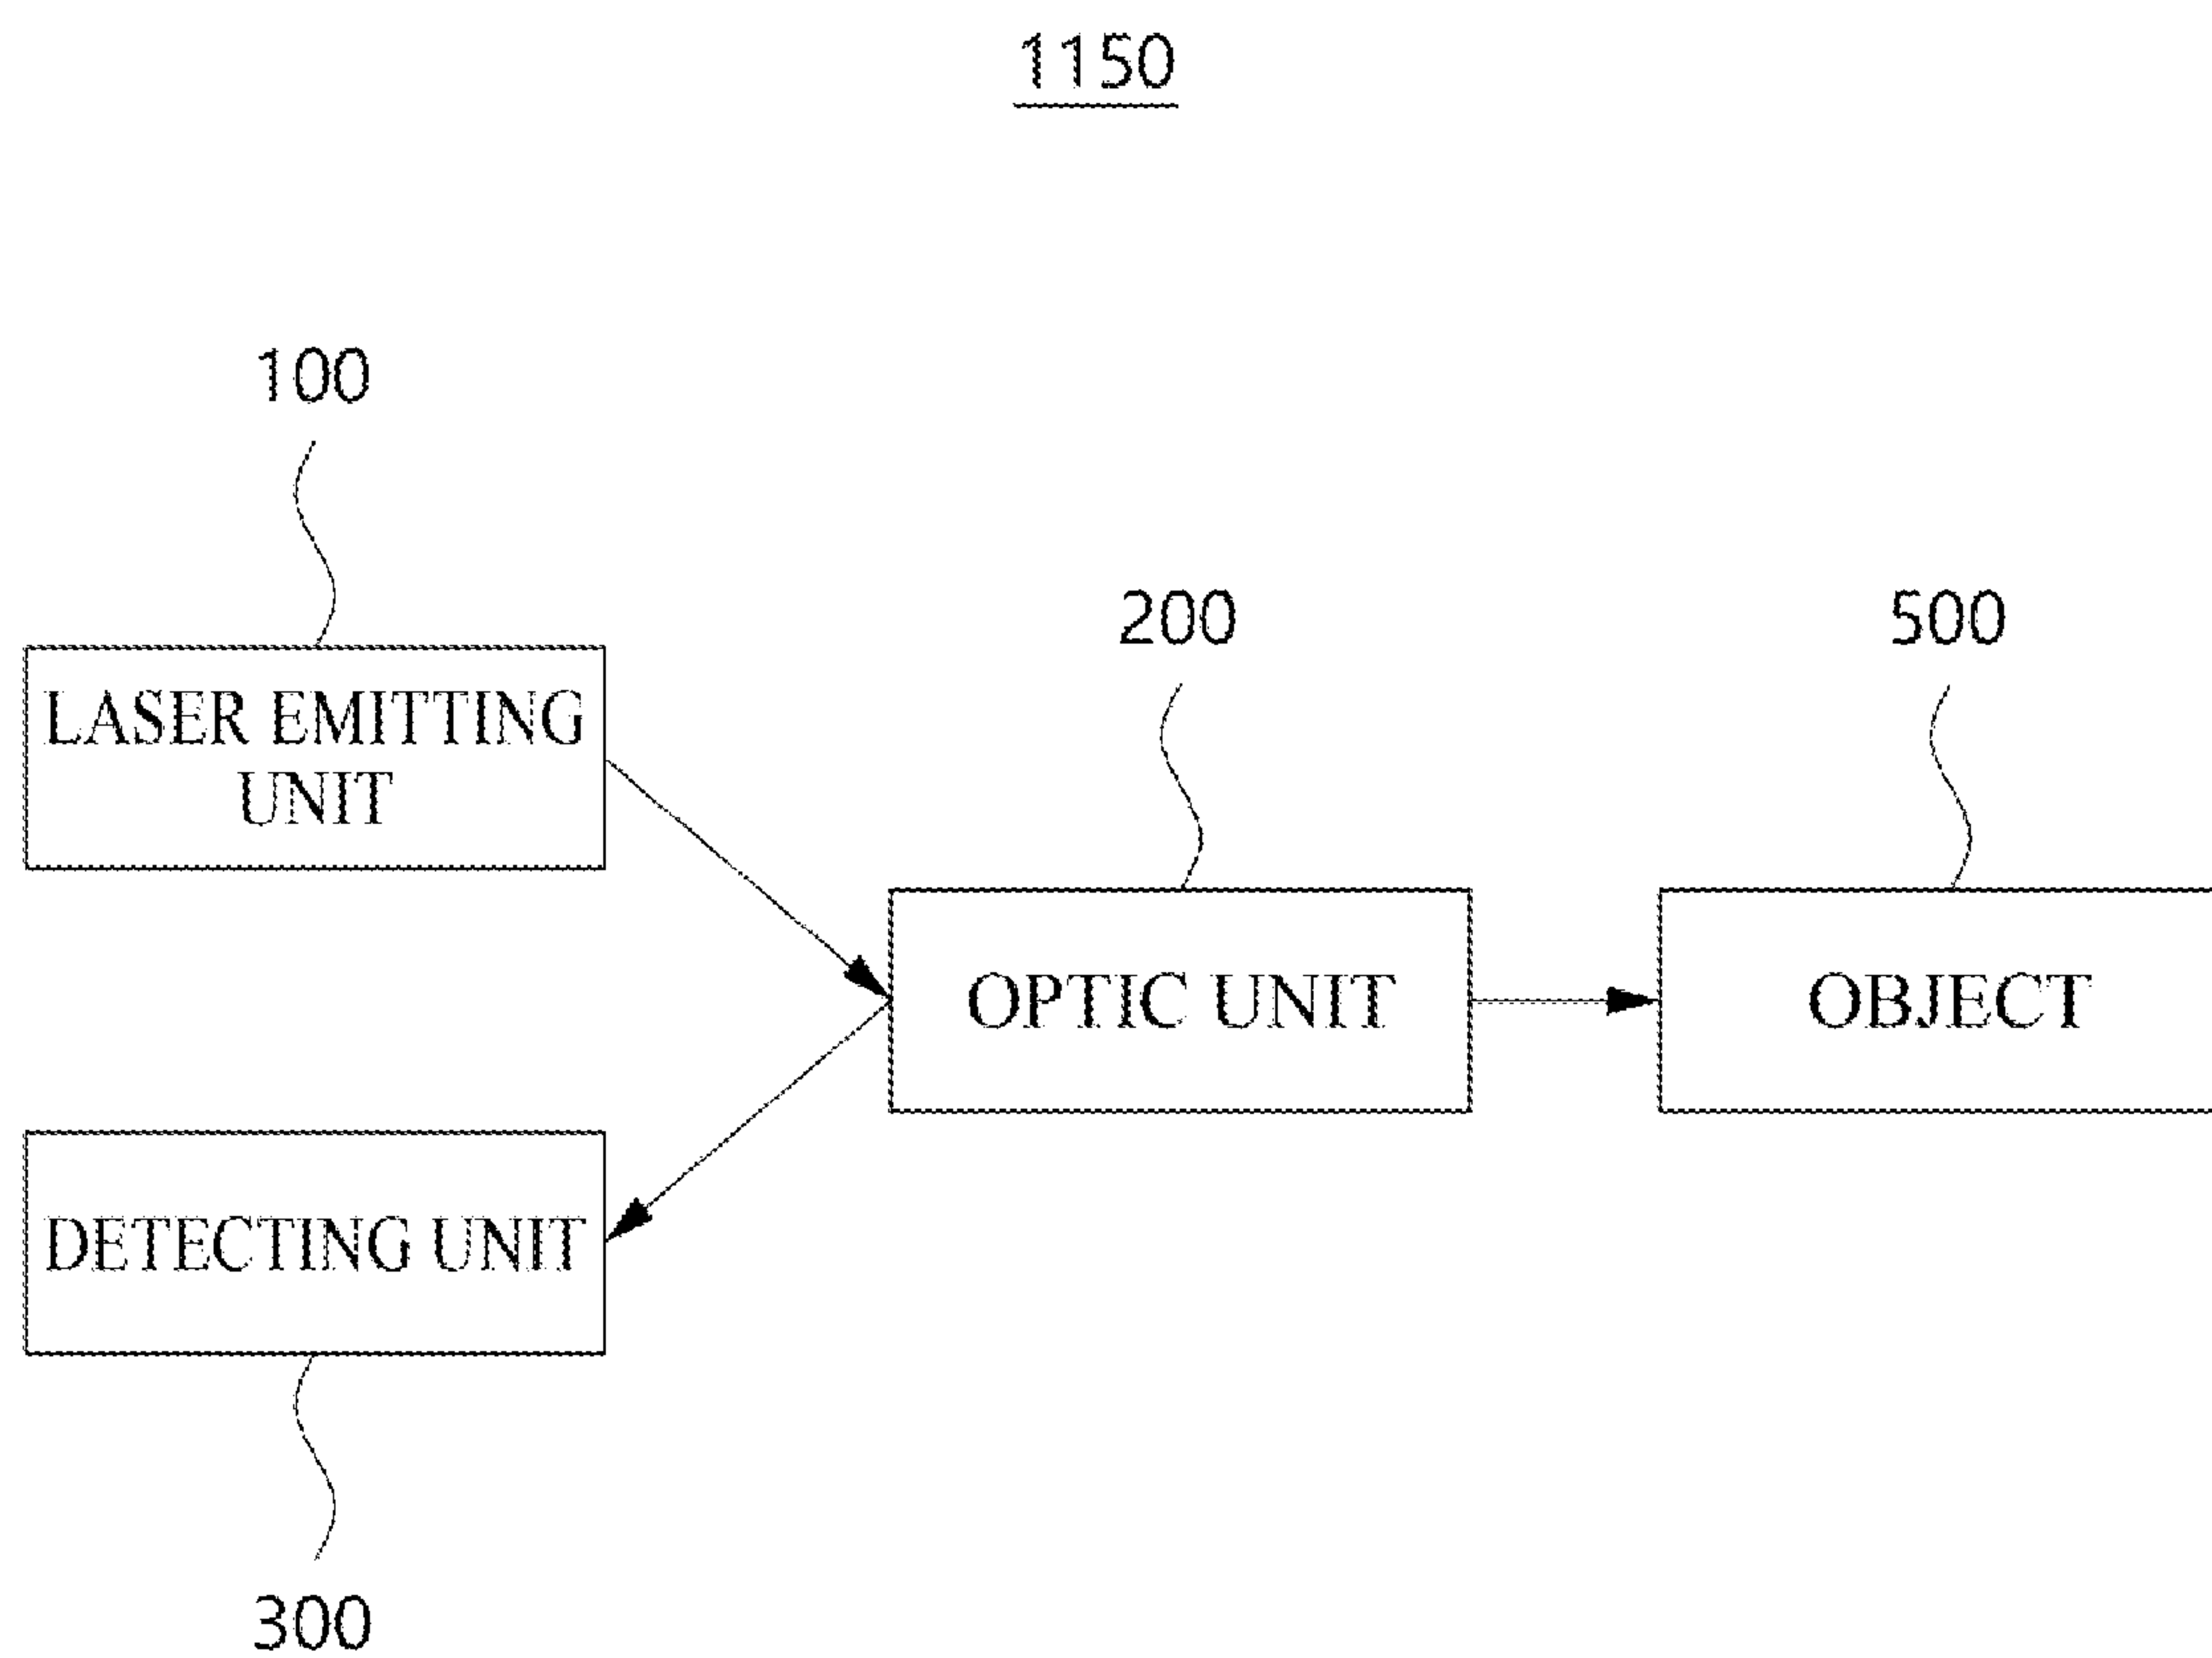 1150
100
LASER EMITTING
UNIT
200
OPTIC UNIT
500
OBJECT
DETECTING UNIT
300